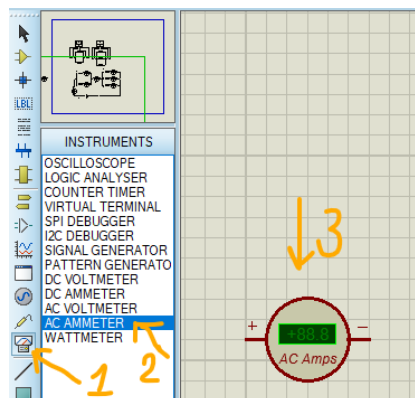 LBL
INSTRUMENTS
OSCILLOSCOPE
LOGIC ANALYSER
COUNTER TIMER
VIRTUAL TERMINAL
SPI DEBUGGER
I2C DEBUGGER
SIGNAL GENERATOR
PATTERN GENERATO
DC VOLTMETER
DC AMMETER
AC VOLTMETER
AC AMMETER
WATTMETER
1
2
3
+ +88.8 −
AC Amps